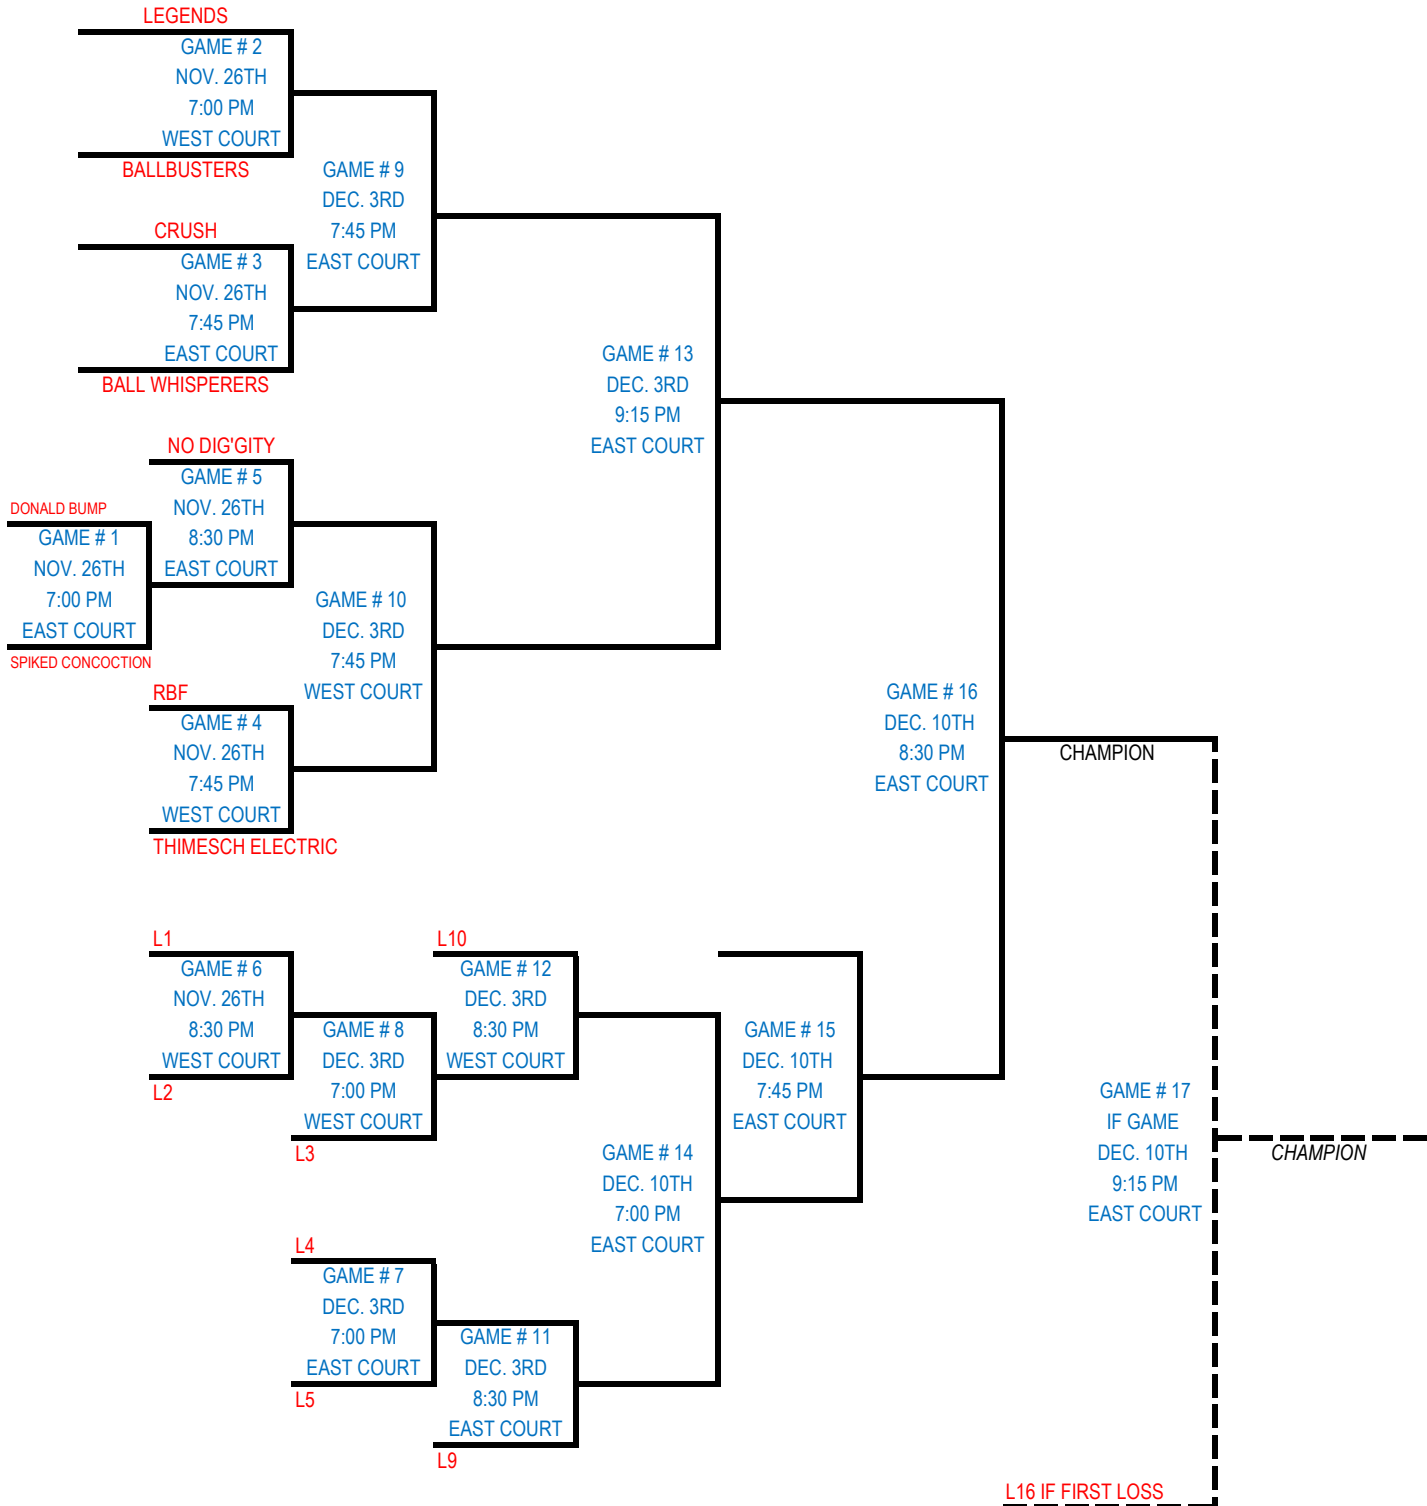 LEGENDS
GAME # 2
NOV. 26TH
7:00 PM
WEST COURT
BALLBUSTERS
GAME # 9
DEC. 3RD
7:45 PM
EAST COURT
CRUSH
GAME # 3
NOV. 26TH
7:45 PM
EAST COURT
BALL WHISPERERS
GAME # 13
DEC. 3RD
9:15 PM
EAST COURT
NO DIG'GITY
GAME # 5
NOV. 26TH
8:30 PM
EAST COURT
DONALD BUMP
GAME # 1
NOV. 26TH
7:00 PM
EAST COURT
SPIKED CONCOCTION
GAME # 10
DEC. 3RD
7:45 PM
WEST COURT
RBF
GAME # 4
NOV. 26TH
7:45 PM
WEST COURT
THIMESCH ELECTRIC
GAME # 16
DEC. 10TH
8:30 PM
EAST COURT
CHAMPION
L1
GAME # 6
NOV. 26TH
8:30 PM
WEST COURT
L2
GAME # 8
DEC. 3RD
7:00 PM
WEST COURT
L3
L10
GAME # 12
DEC. 3RD
8:30 PM
WEST COURT
GAME # 15
DEC. 10TH
7:45 PM
EAST COURT
GAME # 14
DEC. 10TH
7:00 PM
EAST COURT
L4
GAME # 7
DEC. 3RD
7:00 PM
EAST COURT
L5
GAME # 11
DEC. 3RD
8:30 PM
EAST COURT
L9
GAME # 17
IF GAME
DEC. 10TH
9:15 PM
EAST COURT
CHAMPION
L16 IF FIRST LOSS